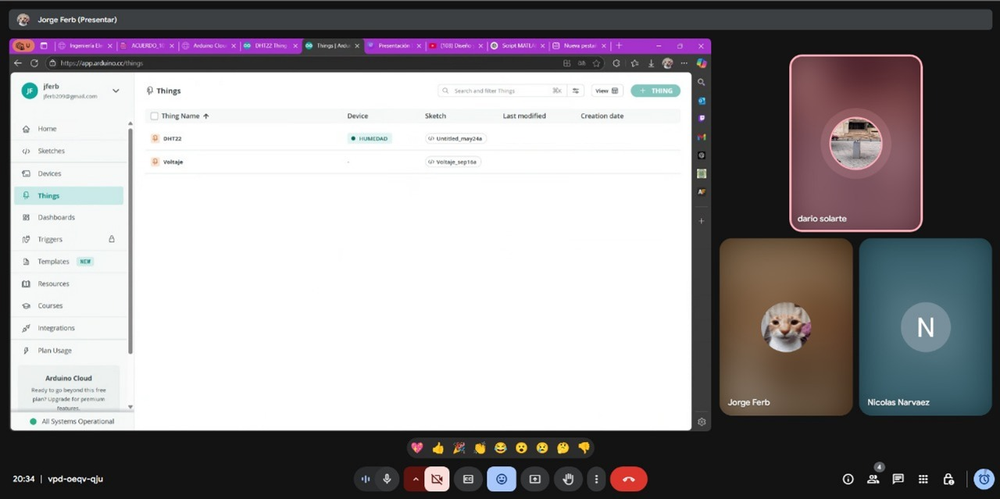 Jorge Ferb (Presentar)
Ingeniería Ele
ACUERDO_10
Arduino Clou
DHT22 Thing
Things | Ardu
Presentación
(108) Diseño
Script MATLA
Nueva pestañ
https://app.arduino.cc/things
JF
jferb
jferb209@gmail.com
Things
Search and filter Things
⌘K
View
+ THING
Thing Name ↑
Device
Sketch
Last modified
Creation date
DHT22
HUMEDAD
</> Untitled_may24a
Voltaje
-
</> Voltaje_sep16a
Home
Sketches
Devices
Things
Dashboards
Triggers
Templates NEW
Resources
Courses
Integrations
Plan Usage
Arduino Cloud
Ready to go beyond this free
plan? Upgrade for premium
features.
All Systems Operational
dario solarte
Jorge Ferb
N
Nicolas Narvaez
20:34 | vpd-oeqv-qju
4